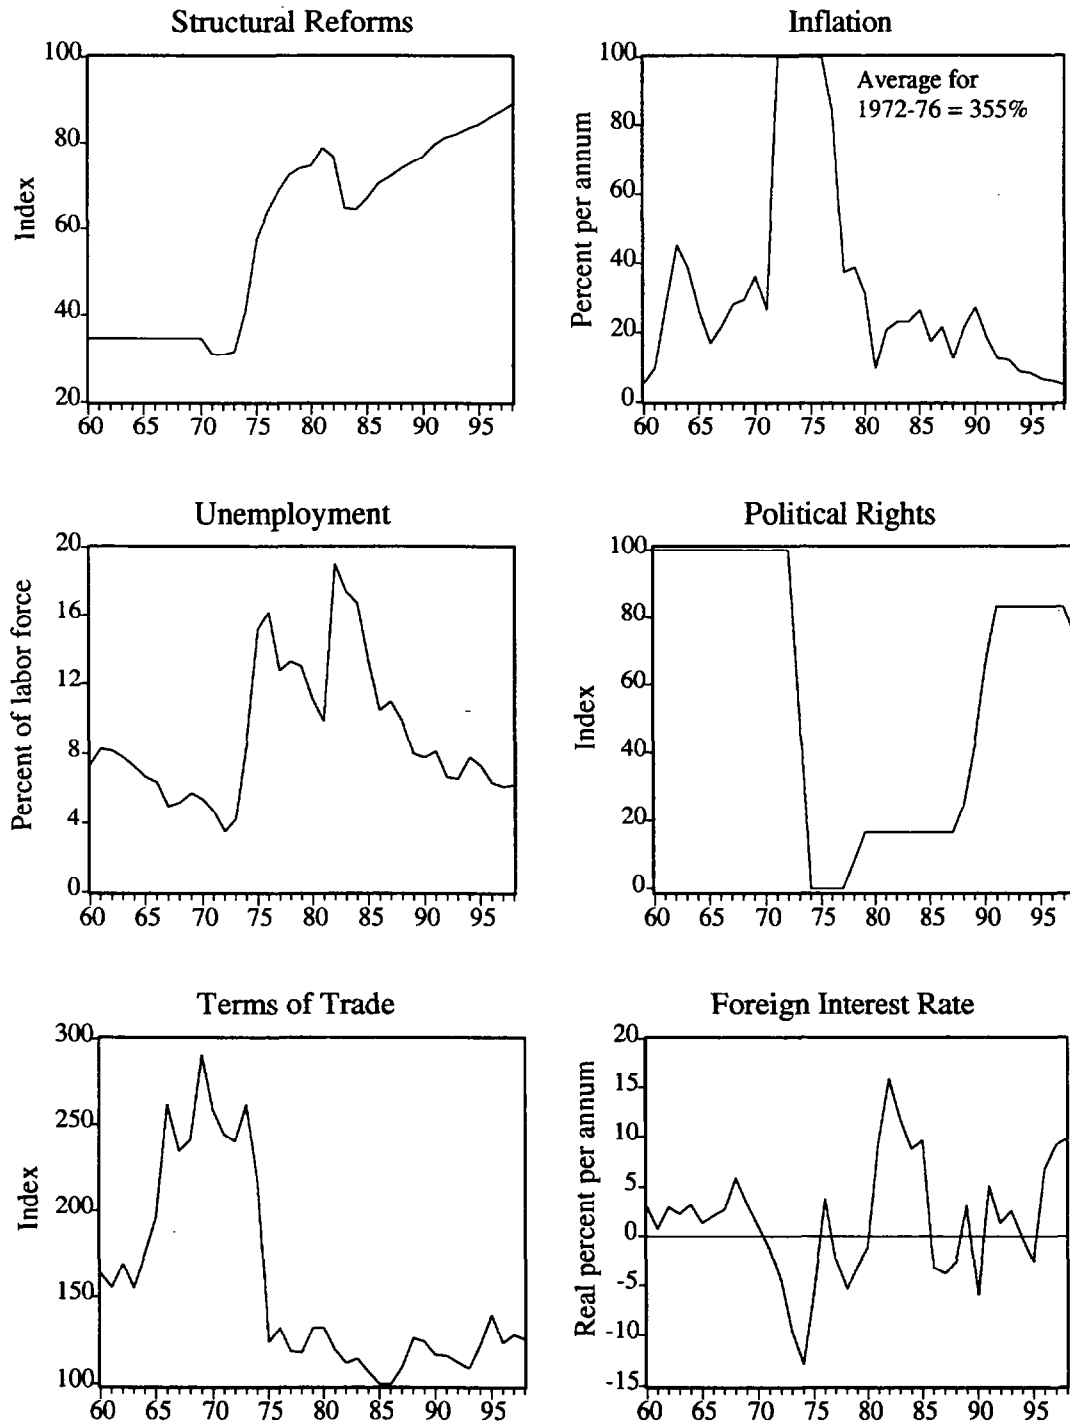 Structural Reforms
Index
100
80
60
40
20
60 65 70 75 80 85 90 95
Inflation
Percent per annum
Average for
1972-76 = 355%
100
80
60
40
20
0
60 65 70 75 80 85 90 95
Unemployment
Percent of labor force
20
16
12
8
4
0
60 65 70 75 80 85 90 95
Political Rights
Index
100
80
60
40
20
0
60 65 70 75 80 85 90 95
Terms of Trade
Index
300
250
200
150
100
60 65 70 75 80 85 90 95
Foreign Interest Rate
Real percent per annum
20
15
10
5
0
-5
-10
-15
60 65 70 75 80 85 90 95